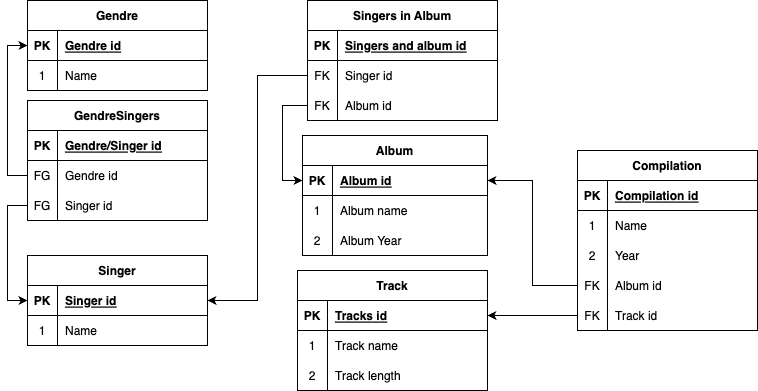 Gendre
PK Gendre id
1 Name
GendreSingers
PK Gendre/Singer id
FG Gendre id
FG Singer id
Singer
PK Singer id
1 Name
Singers in Album
PK Singers and album id
FK Singer id
FK Album id
Album
PK Album id
1 Album name
2 Album Year
Track
PK Tracks id
1 Track name
2 Track length
Compilation
PK Compilation id
1 Name
2 Year
FK Album id
FK Track id